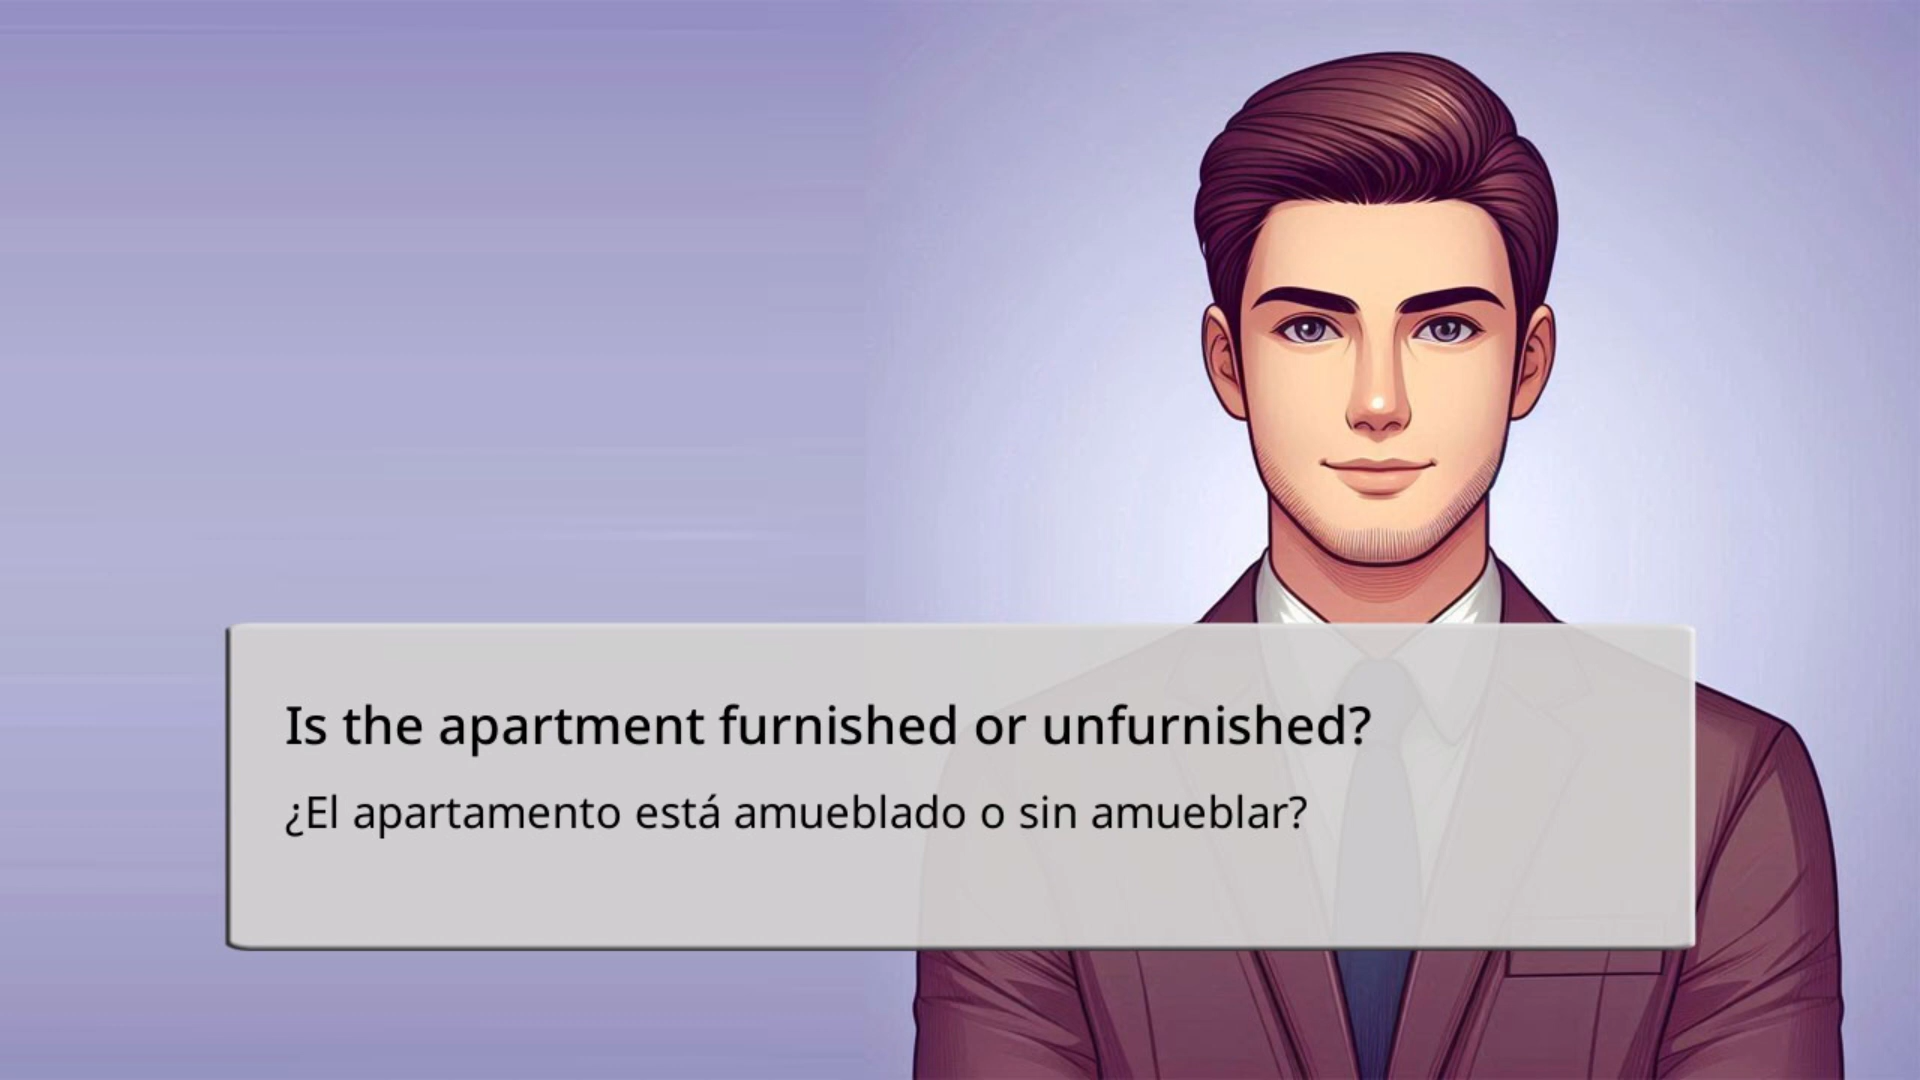 Is the apartment furnished or unfurnished?
¿El apartamento está amueblado o sin amueblar?